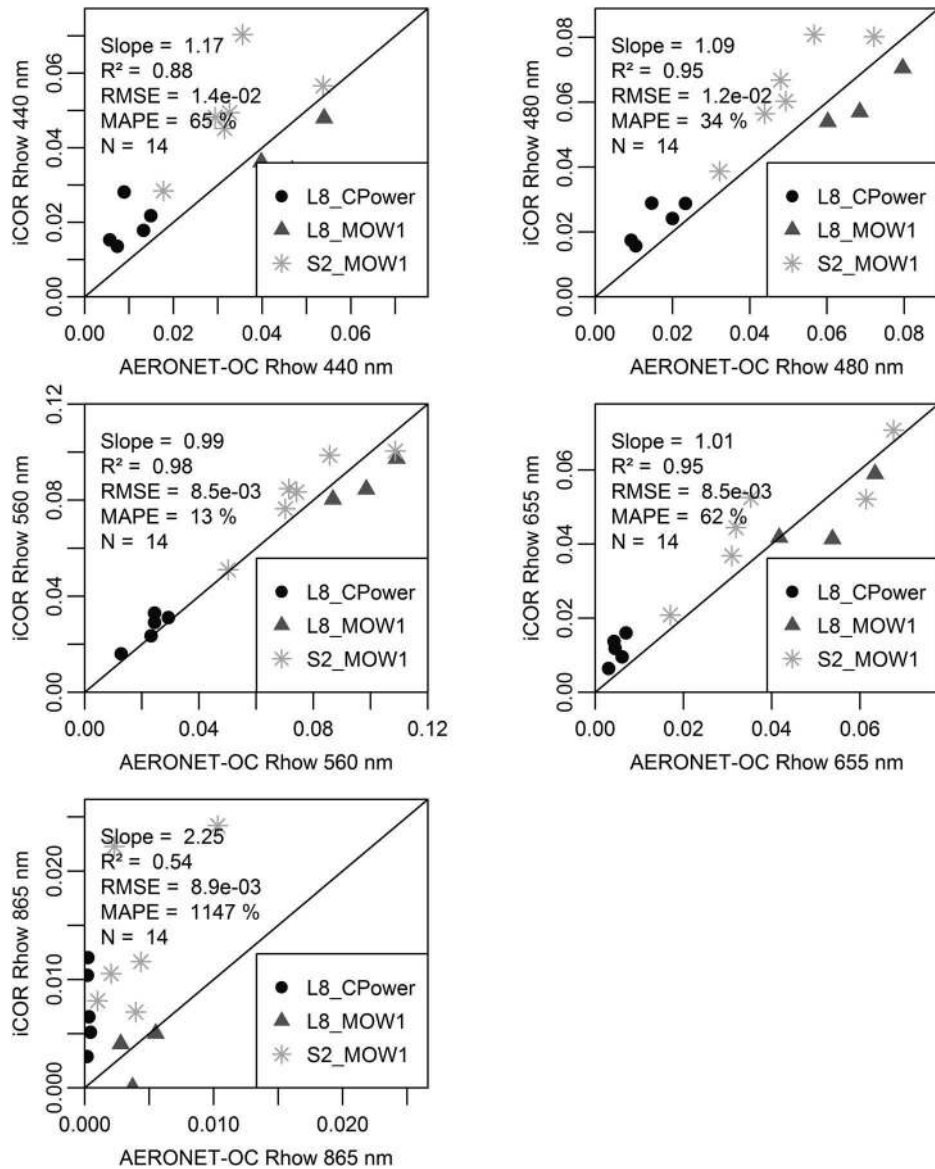 Slope = 1.17
R² = 0.88
RMSE = 1.4e-02
MAPE = 65 %
N = 14
L8_CPower
L8_MOW1
S2_MOW1
0.00 0.02 0.04 0.06
iCOR Rhow 440 nm
0.00 0.02 0.04 0.06
AERONET-OC Rhow 440 nm
Slope = 1.09
R² = 0.95
RMSE = 1.2e-02
MAPE = 34 %
N = 14
L8_CPower
L8_MOW1
S2_MOW1
0.00 0.02 0.04 0.06 0.08
iCOR Rhow 480 nm
0.00 0.02 0.04 0.06 0.08
AERONET-OC Rhow 480 nm
Slope = 0.99
R² = 0.98
RMSE = 8.5e-03
MAPE = 13 %
N = 14
L8_CPower
L8_MOW1
S2_MOW1
0.00 0.04 0.08 0.12
iCOR Rhow 560 nm
0.00 0.04 0.08 0.12
AERONET-OC Rhow 560 nm
Slope = 1.01
R² = 0.95
RMSE = 8.5e-03
MAPE = 62 %
N = 14
L8_CPower
L8_MOW1
S2_MOW1
0.00 0.02 0.04 0.06
iCOR Rhow 655 nm
0.00 0.02 0.04 0.06
AERONET-OC Rhow 655 nm
Slope = 2.25
R² = 0.54
RMSE = 8.9e-03
MAPE = 1147 %
N = 14
L8_CPower
L8_MOW1
S2_MOW1
0.000 0.010 0.020
iCOR Rhow 865 nm
0.000 0.010 0.020
AERONET-OC Rhow 865 nm